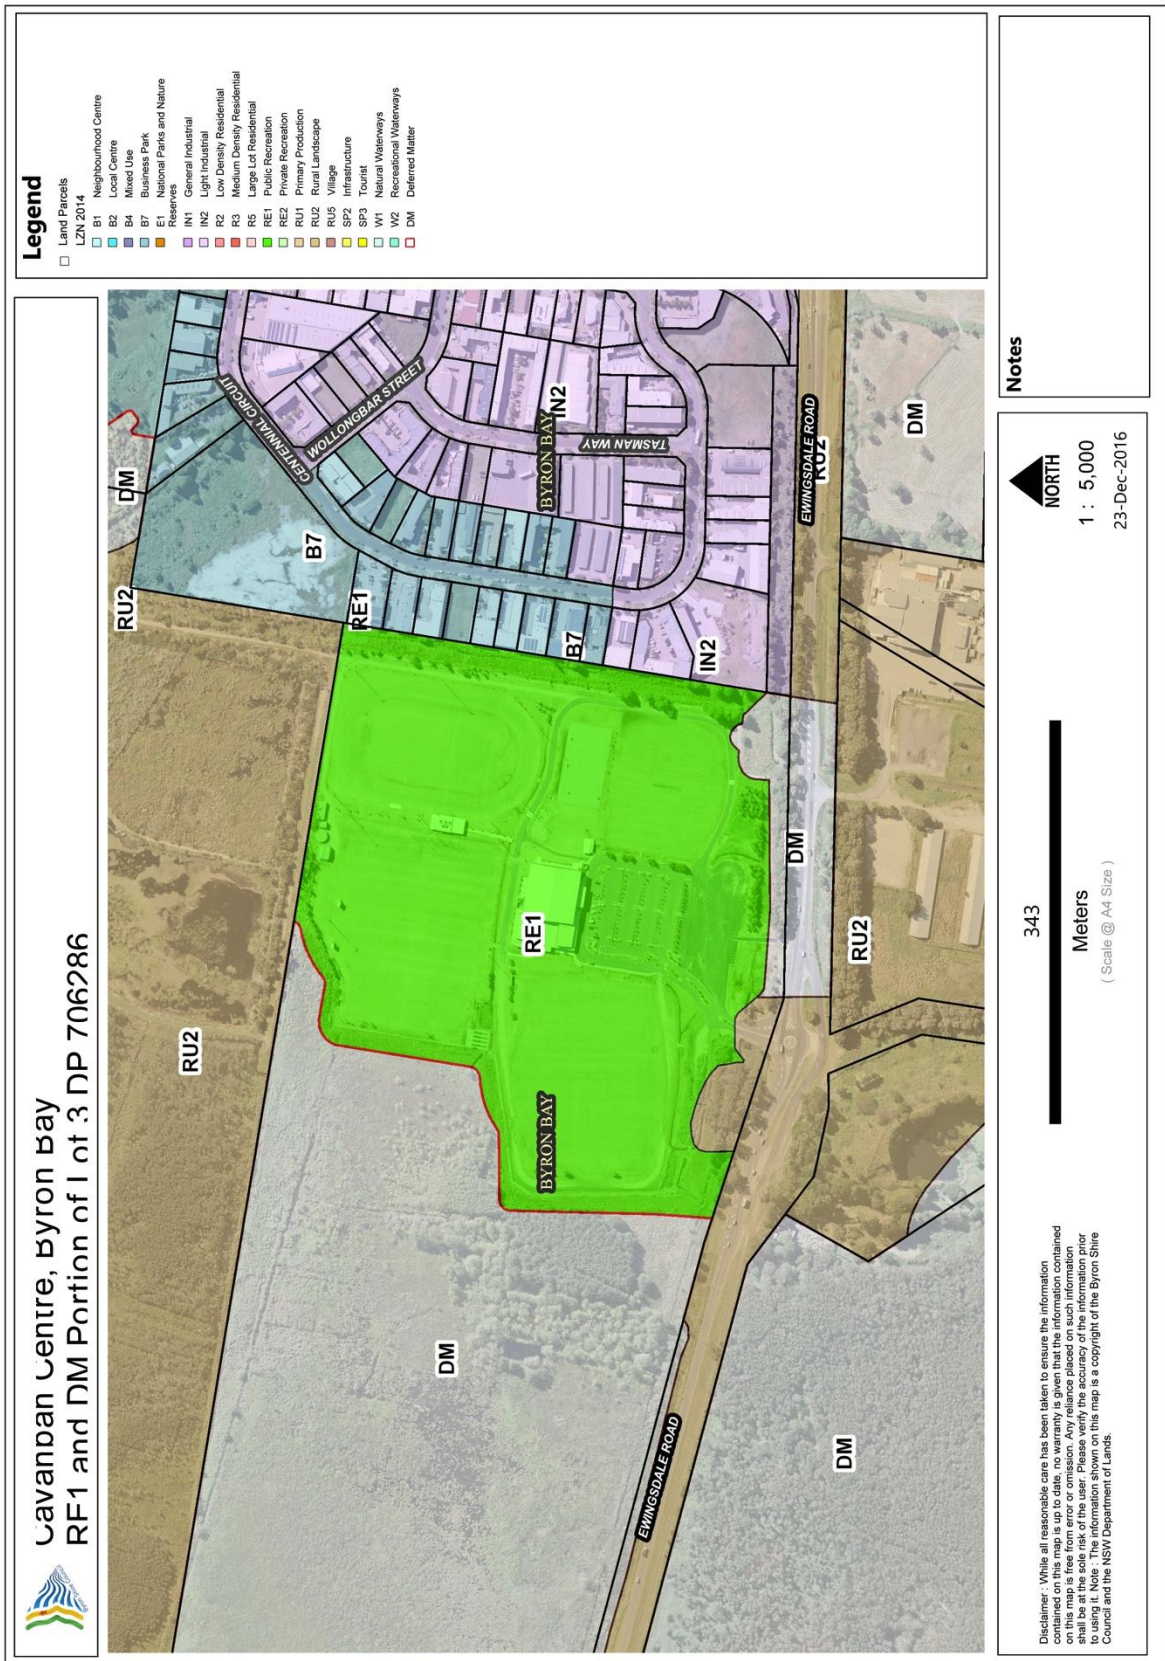 Cavanbah Centre, Byron Bay
RE1 and DM Portion of Lot 3 DP 706286
Byron Shire Council
Legend
Land Parcels
LZN 2014
B1 Neighbourhood Centre
B2 Local Centre
B4 Mixed Use
B7 Business Park
E1 National Parks and Nature
Reserves
IN1 General Industrial
IN2 Light Industrial
R2 Low Density Residential
R3 Medium Density Residential
R5 Large Lot Residential
RE1 Public Recreation
RE2 Private Recreation
RU1 Primary Production
RU2 Rural Landscape
RU5 Village
SP2 Infrastructure
SP3 Tourist
W1 Natural Waterways
W2 Recreational Waterways
DM Deferred Matter
RU2
RU2
DM
B7
RE1
CENTENNIAL CIRCUIT
WOLLONGBAR STREET
DM
RE1
BYRON BAY
B7
BYRON BAY
IN2
TASMAN WAY
IN2
EWINGSDALE ROAD
DM
EWINGSDALE ROAD
RU2
DM
RU2
DM
Disclaimer : While all reasonable care has been taken to ensure the information
contained on this map is up to date, no warranty is given that the information contained
on this map is free from error or omission. Any reliance placed on such information
shall be at the sole risk of the user. Please verify the accuracy of the information prior
to using it. Note : The information shown on this map is a copyright of the Byron Shire
Council and the NSW Department of Lands.
343
Meters
( Scale @ A4 Size )
NORTH
1 : 5,000
23-Dec-2016
Notes